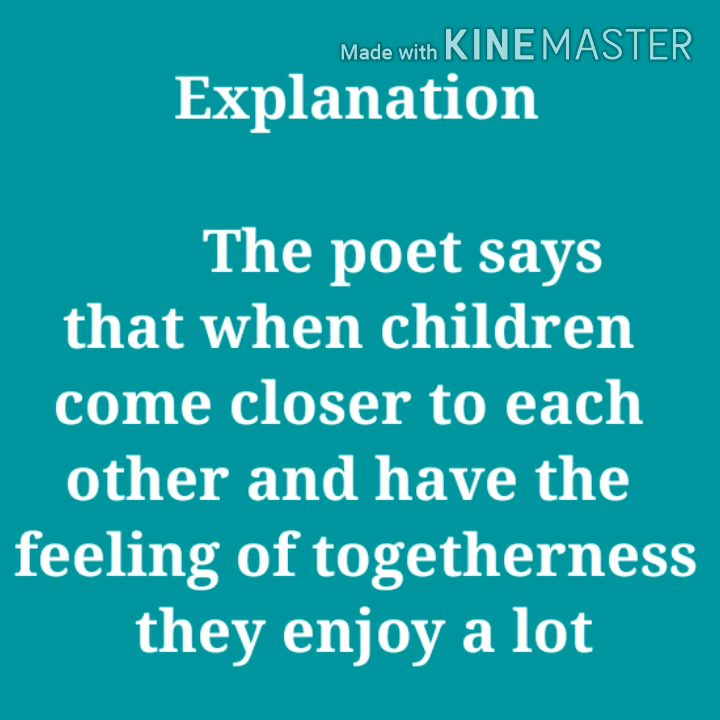 Made with KINEMASTER
Explanation
The poet says
that when children
come closer to each
other and have the
feeling of togetherness
they enjoy a lot